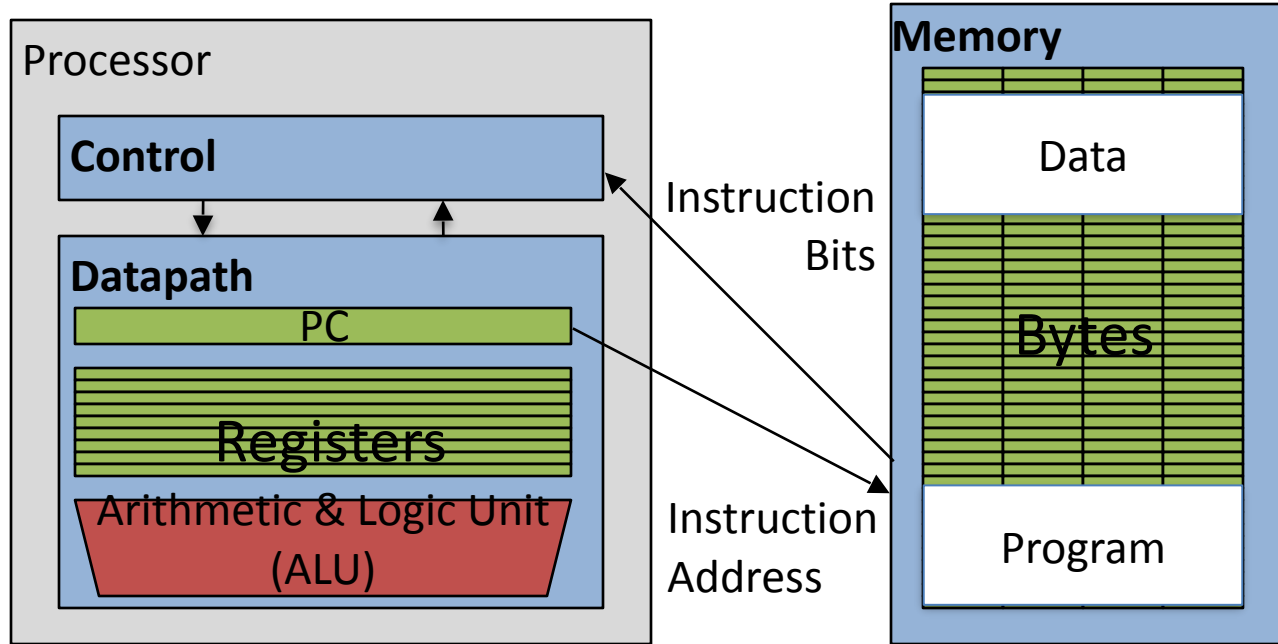 Processor
Control
Datapath
PC
Registers
Arithmetic & Logic Unit
(ALU)
Instruction
Bits
Instruction
Address
Memory
Data
Bytes
Program